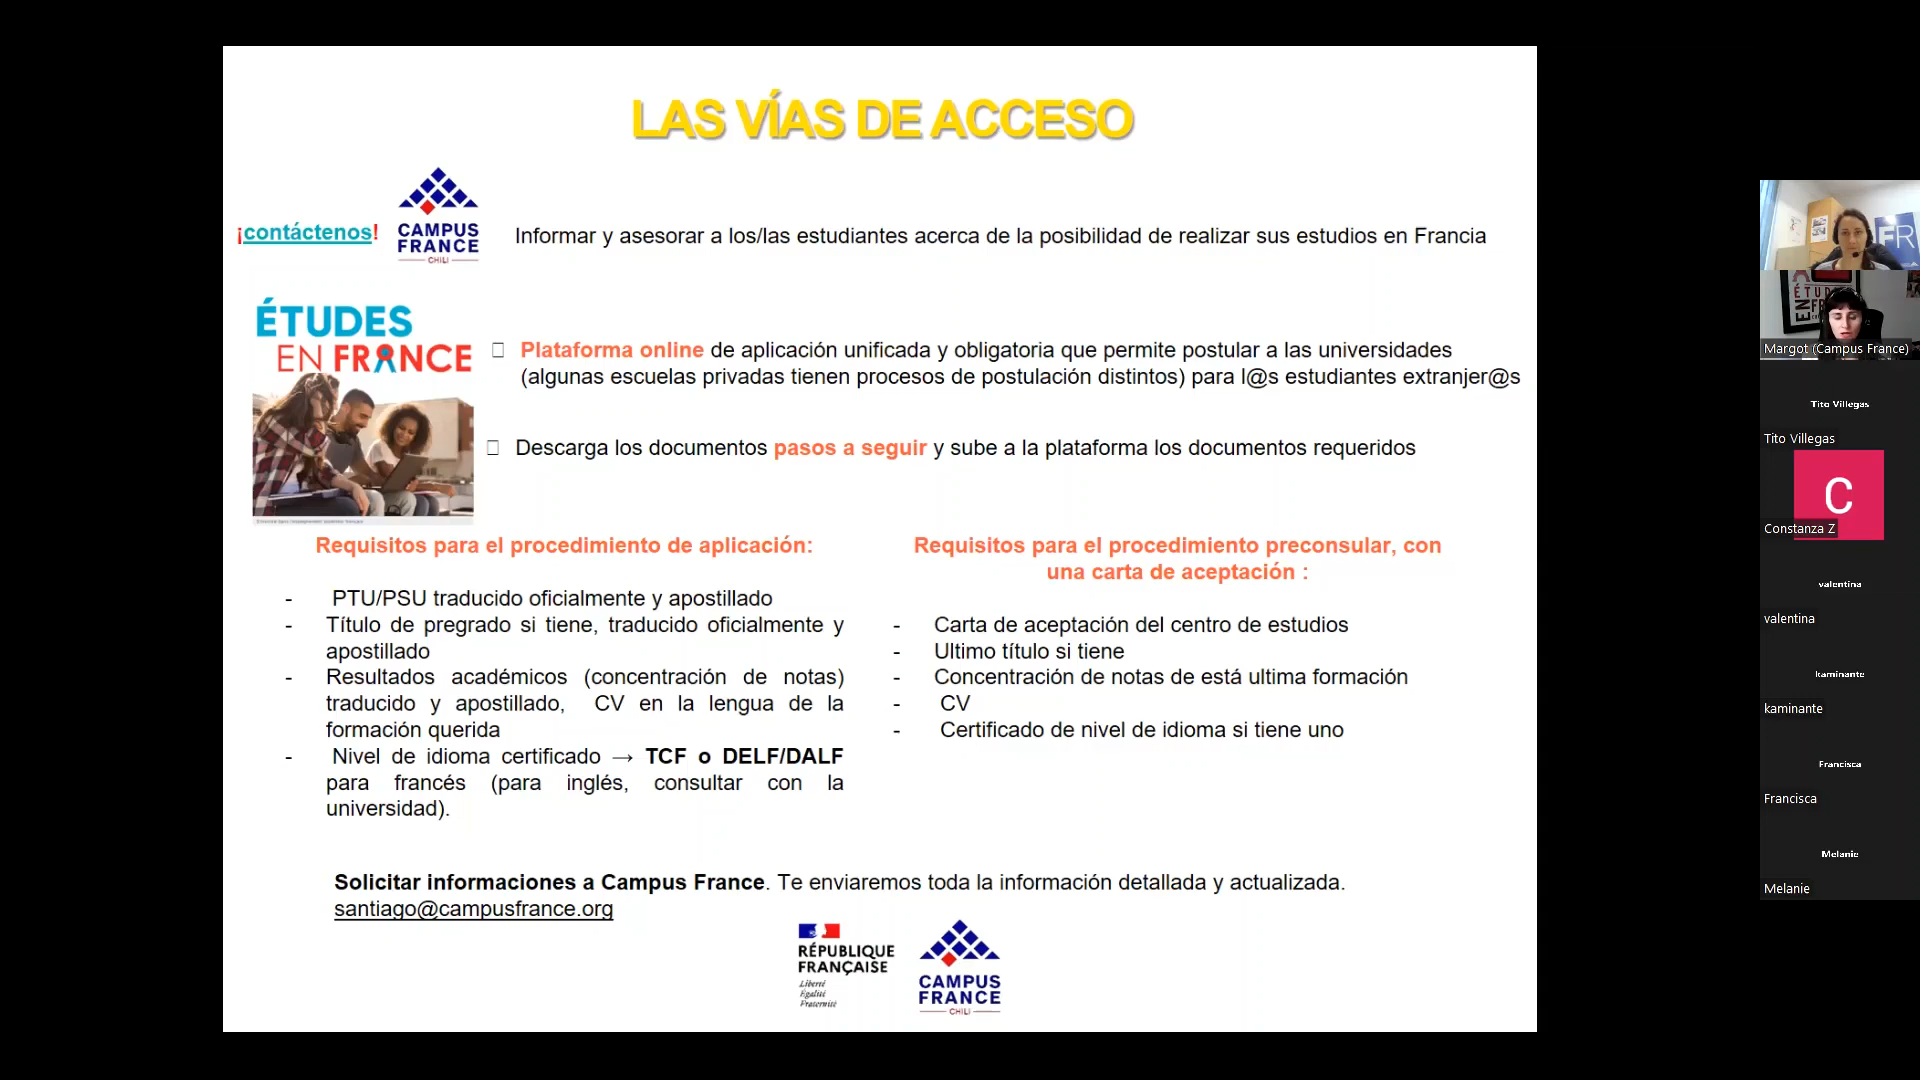 LAS VÍAS DE ACCESO
¡contáctenos!
CAMPUS
FRANCE
CHILI
Informar y asesorar a los/las estudiantes acerca de la posibilidad de realizar sus estudios en Francia
ÉTUDES
EN FRANCE
Plataforma online de aplicación unificada y obligatoria que permite postular a las universidades
(algunas escuelas privadas tienen procesos de postulación distintos) para l@s estudiantes extranjer@s
Descarga los documentos pasos a seguir y sube a la plataforma los documentos requeridos
Requisitos para el procedimiento de aplicación:
- PTU/PSU traducido oficialmente y apostillado
- Título de pregrado si tiene, traducido oficialmente y
apostillado
- Resultados académicos (concentración de notas)
traducido y apostillado, CV en la lengua de la
formación querida
- Nivel de idioma certificado → TCF o DELF/DALF
para francés (para inglés, consultar con la
universidad).
Requisitos para el procedimiento preconsular, con
una carta de aceptación :
- Carta de aceptación del centro de estudios
- Ultimo título si tiene
- Concentración de notas de está ultima formación
- CV
- Certificado de nivel de idioma si tiene uno
Solicitar informaciones a Campus France. Te enviaremos toda la información detallada y actualizada.
santiago@campusfrance.org
RÉPUBLIQUE
FRANÇAISE
Liberté
Égalité
Fraternité
CAMPUS
FRANCE
CHILI
FR
Margot (Campus France)
Tito Villegas
Tito Villegas
C
Constanza Z
valentina
valentina
kaminante
kaminante
Francisca
Francisca
Melanie
Melanie